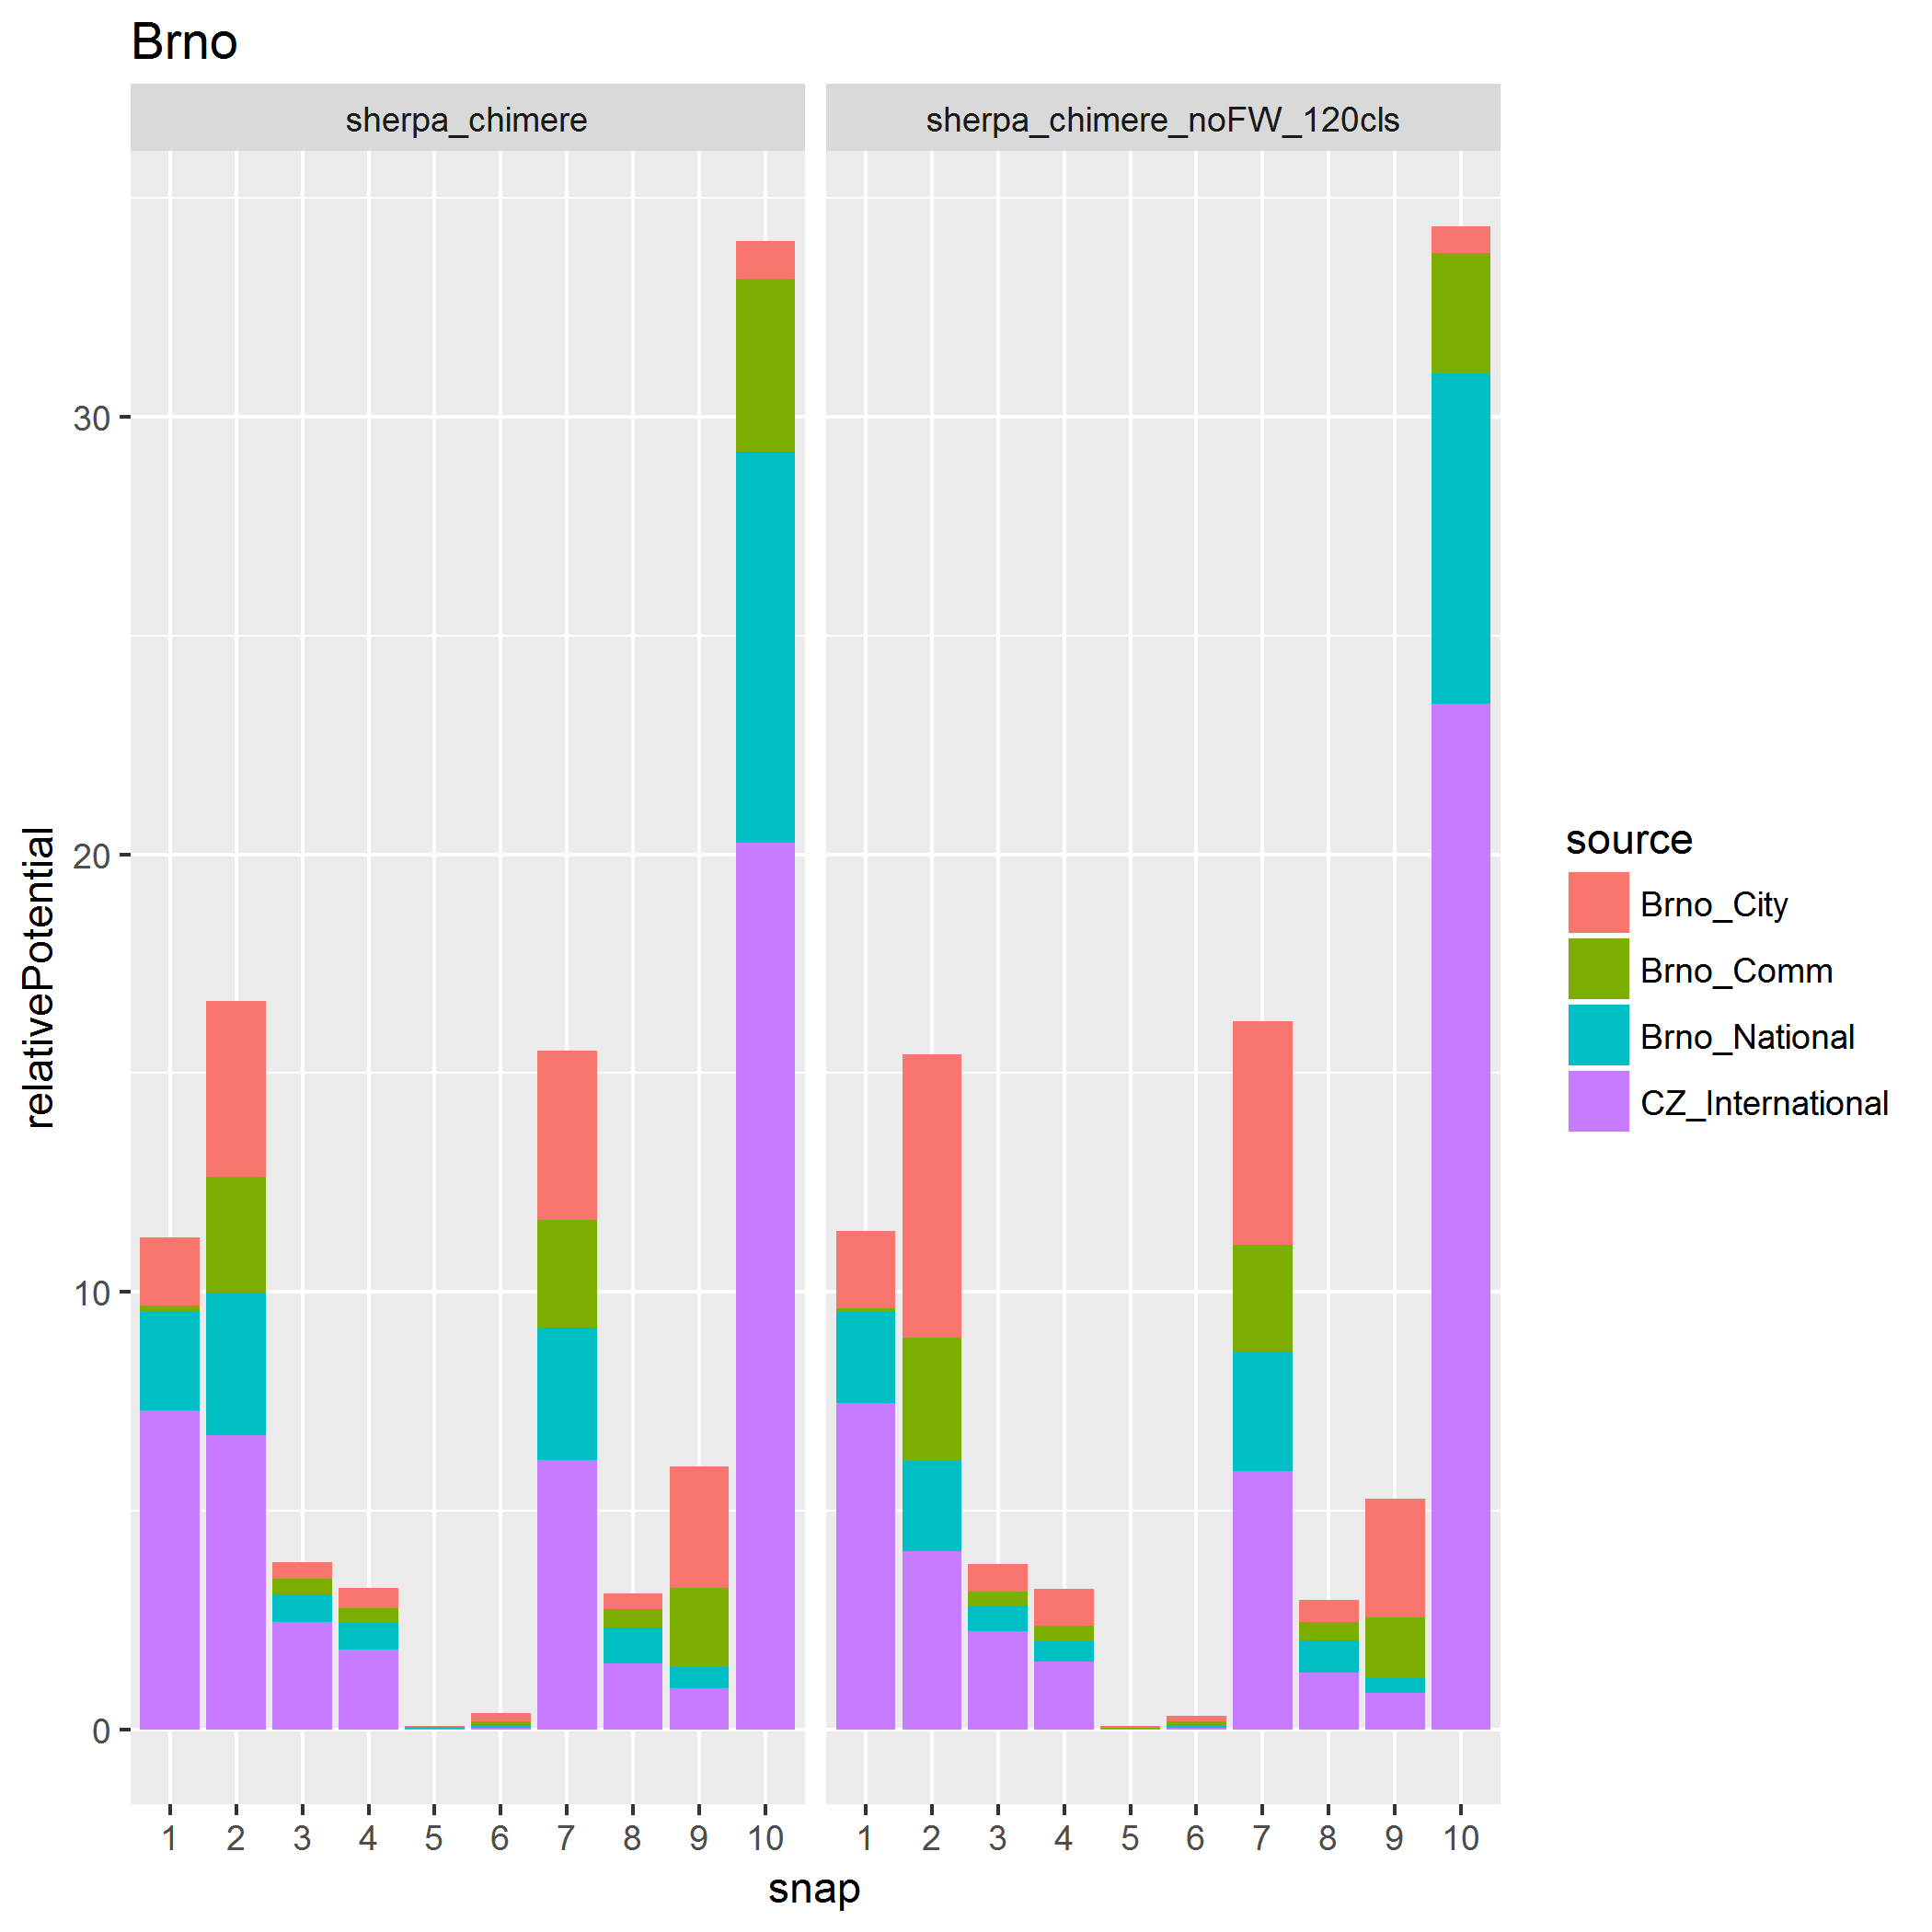 Brno
sherpa_chimere
sherpa_chimere_noFW_120cls
relativePotential
30
20
10
0
1 2 3 4 5 6 7 8 9 10
1 2 3 4 5 6 7 8 9 10
snap
source
Brno_City
Brno_Comm
Brno_National
CZ_International